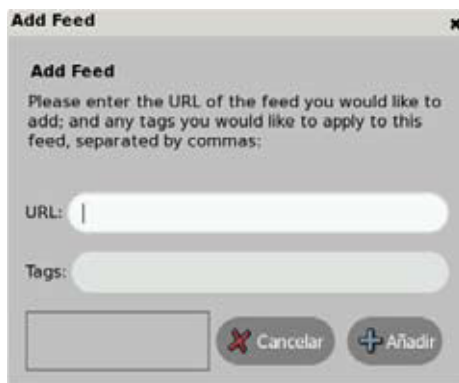 Add Feed
Add Feed
Please enter the URL of the feed you would like to
add; and any tags you would like to apply to this
feed, separated by commas:
URL:
Tags:
Cancelar Añadir